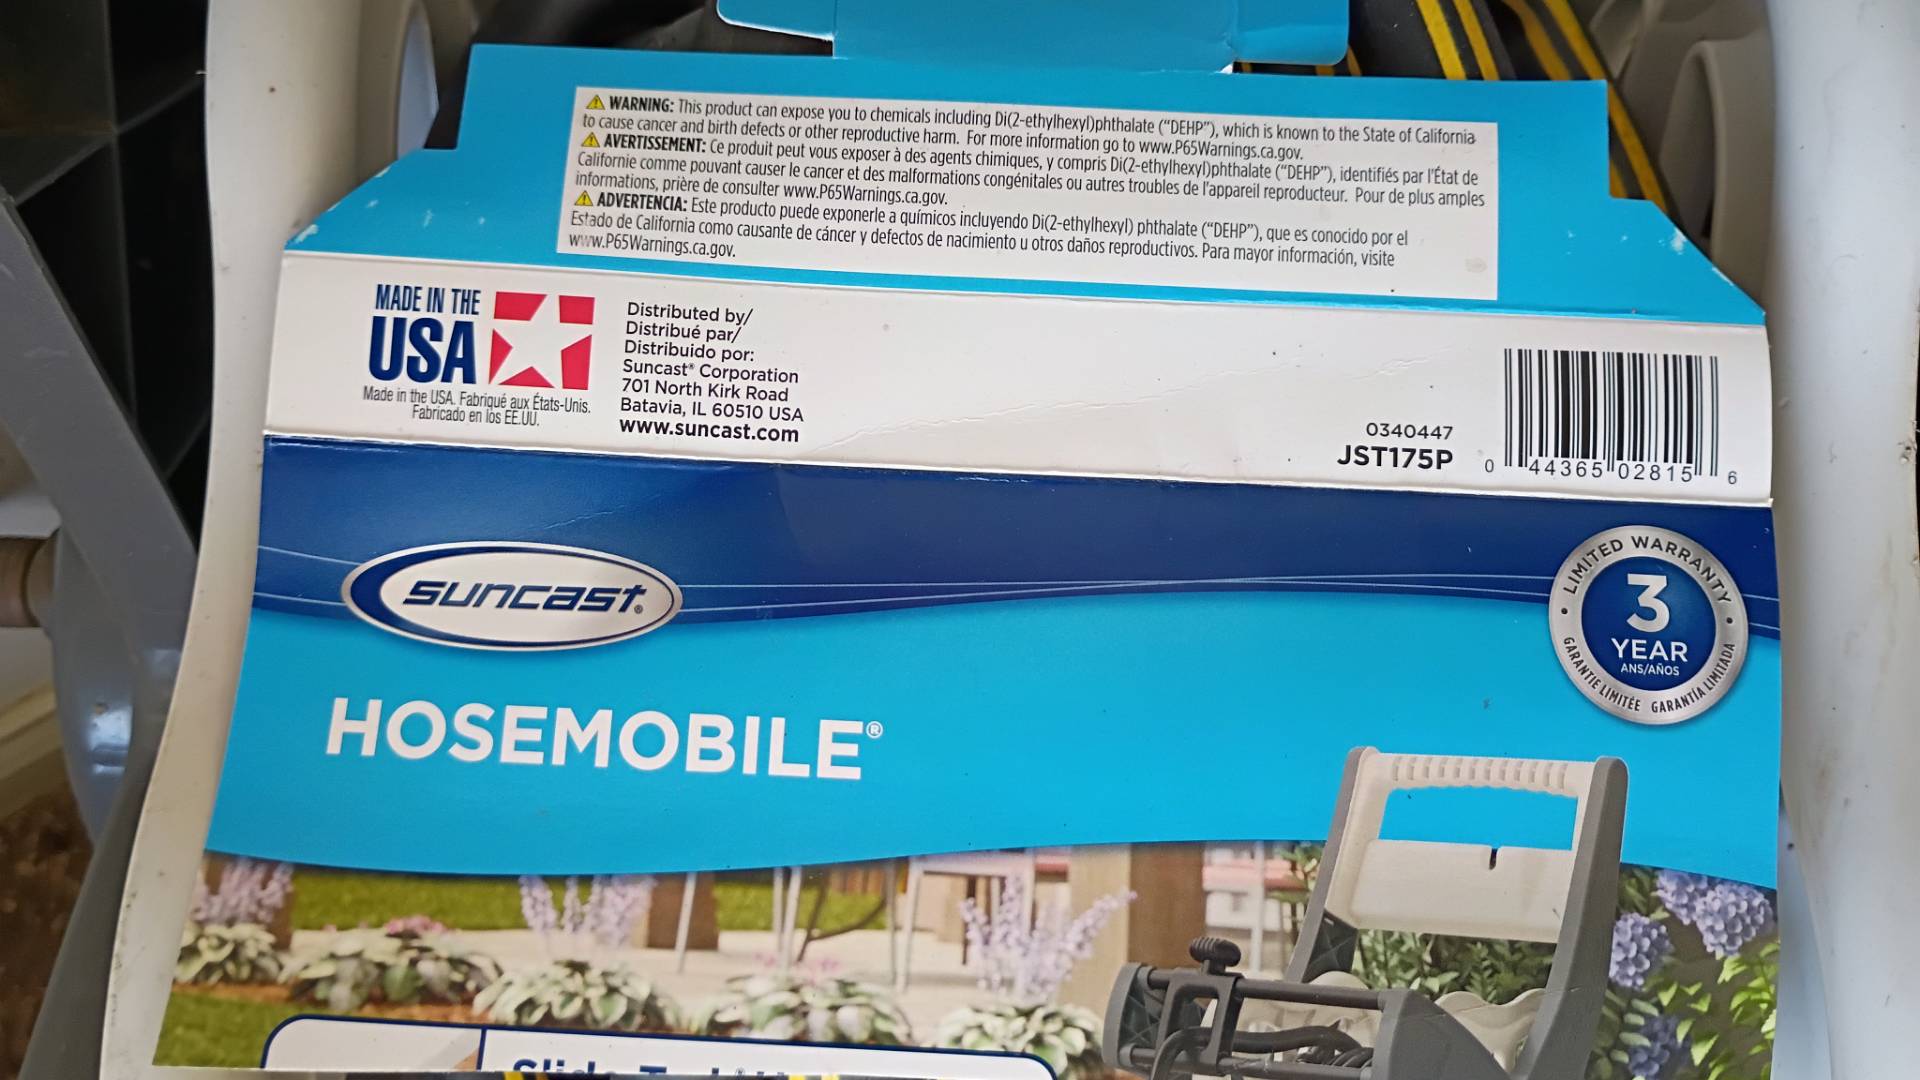 ⚠ WARNING: This product can expose you to chemicals including Di(2-ethylhexyl)phthalate (“DEHP”), which is known to the State of California
to cause cancer and birth defects or other reproductive harm. For more information go to www.P65Warnings.ca.gov.
⚠ AVERTISSEMENT: Ce produit peut vous exposer à des agents chimiques, y compris Di(2-ethylhexyl)phthalate (“DEHP”), identifiés par l’État de
Californie comme pouvant causer le cancer et des malformations congénitales ou autres troubles de l’appareil reproducteur. Pour de plus amples
informations, prière de consulter www.P65Warnings.ca.gov.
⚠ ADVERTENCIA: Este producto puede exponerle a químicos incluyendo Di(2-ethylhexyl) phthalate (“DEHP”), que es conocido por el
Estado de California como causante de cáncer y defectos de nacimiento u otros daños reproductivos. Para mayor información, visite
www.P65Warnings.ca.gov.
MADE IN THE
USA
Made in the USA. Fabriqué aux États-Unis.
Fabricado en los EE.UU.
Distributed by/
Distribué par/
Distribuido por:
Suncast® Corporation
701 North Kirk Road
Batavia, IL 60510 USA
www.suncast.com
0340447
JST175P
0 44365 02815 6
suncast®
LIMITED WARRANTY
3
YEAR
ANS/AÑOS
GARANTIE LIMITÉE GARANTÍA LIMITADA
HOSEMOBILE®